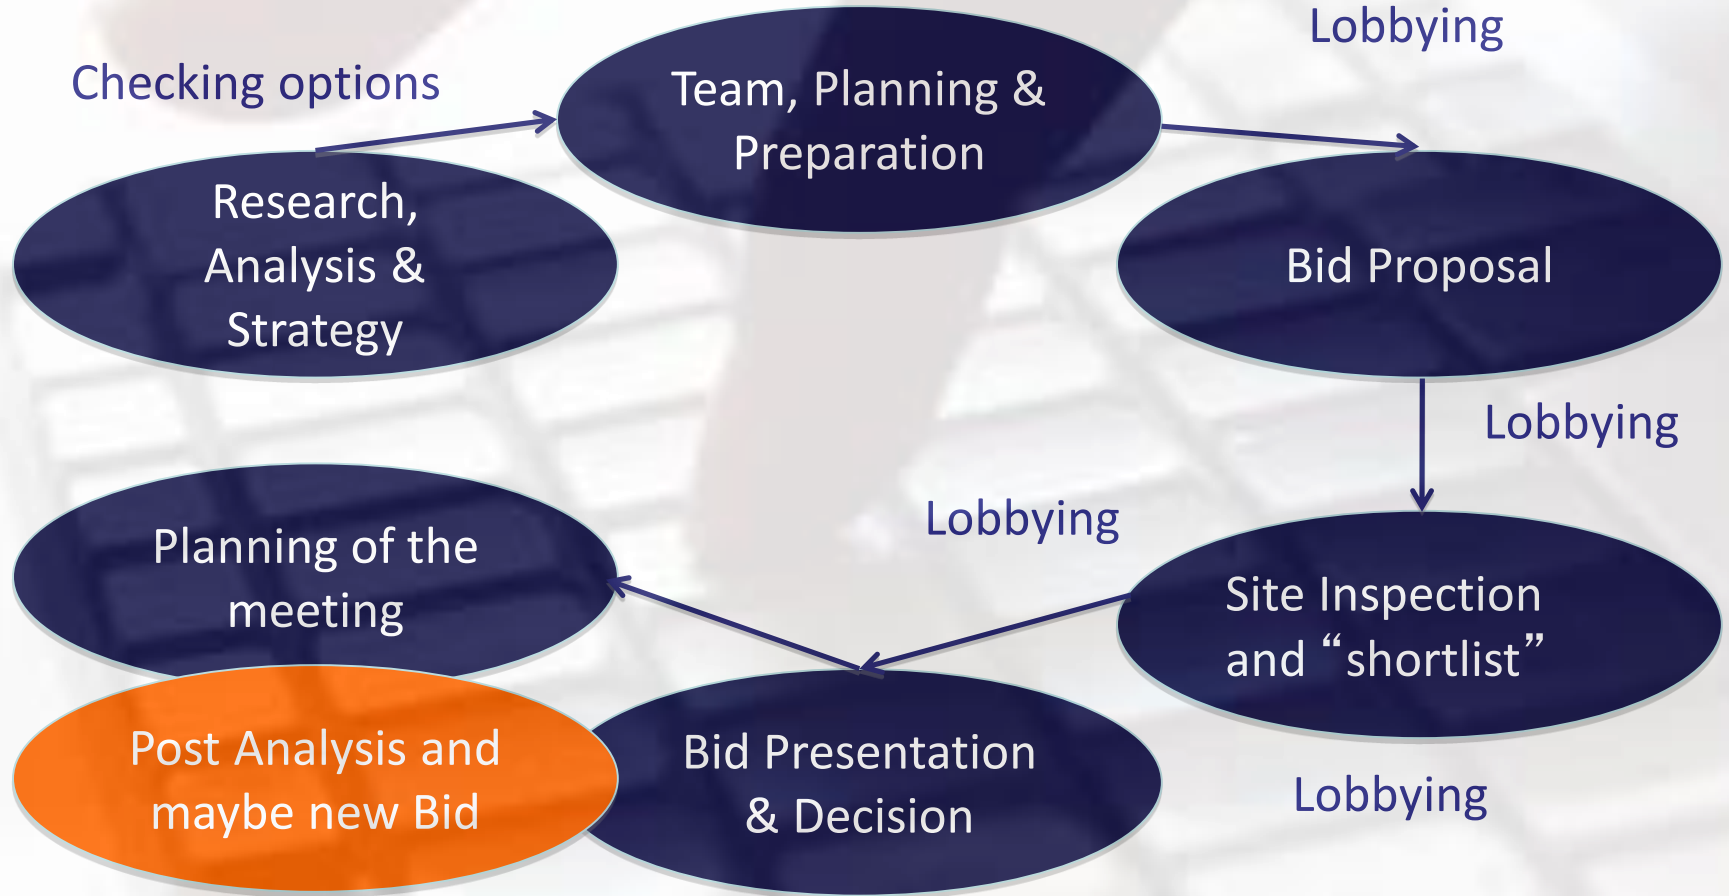 Lobbying
Checking options
Team, Planning &
Preparation
Research,
Analysis &
Strategy
Bid Proposal
Lobbying
Lobbying
Planning of the
meeting
Site Inspection
and “shortlist”
Post Analysis and
maybe new Bid
Bid Presentation
& Decision
Lobbying